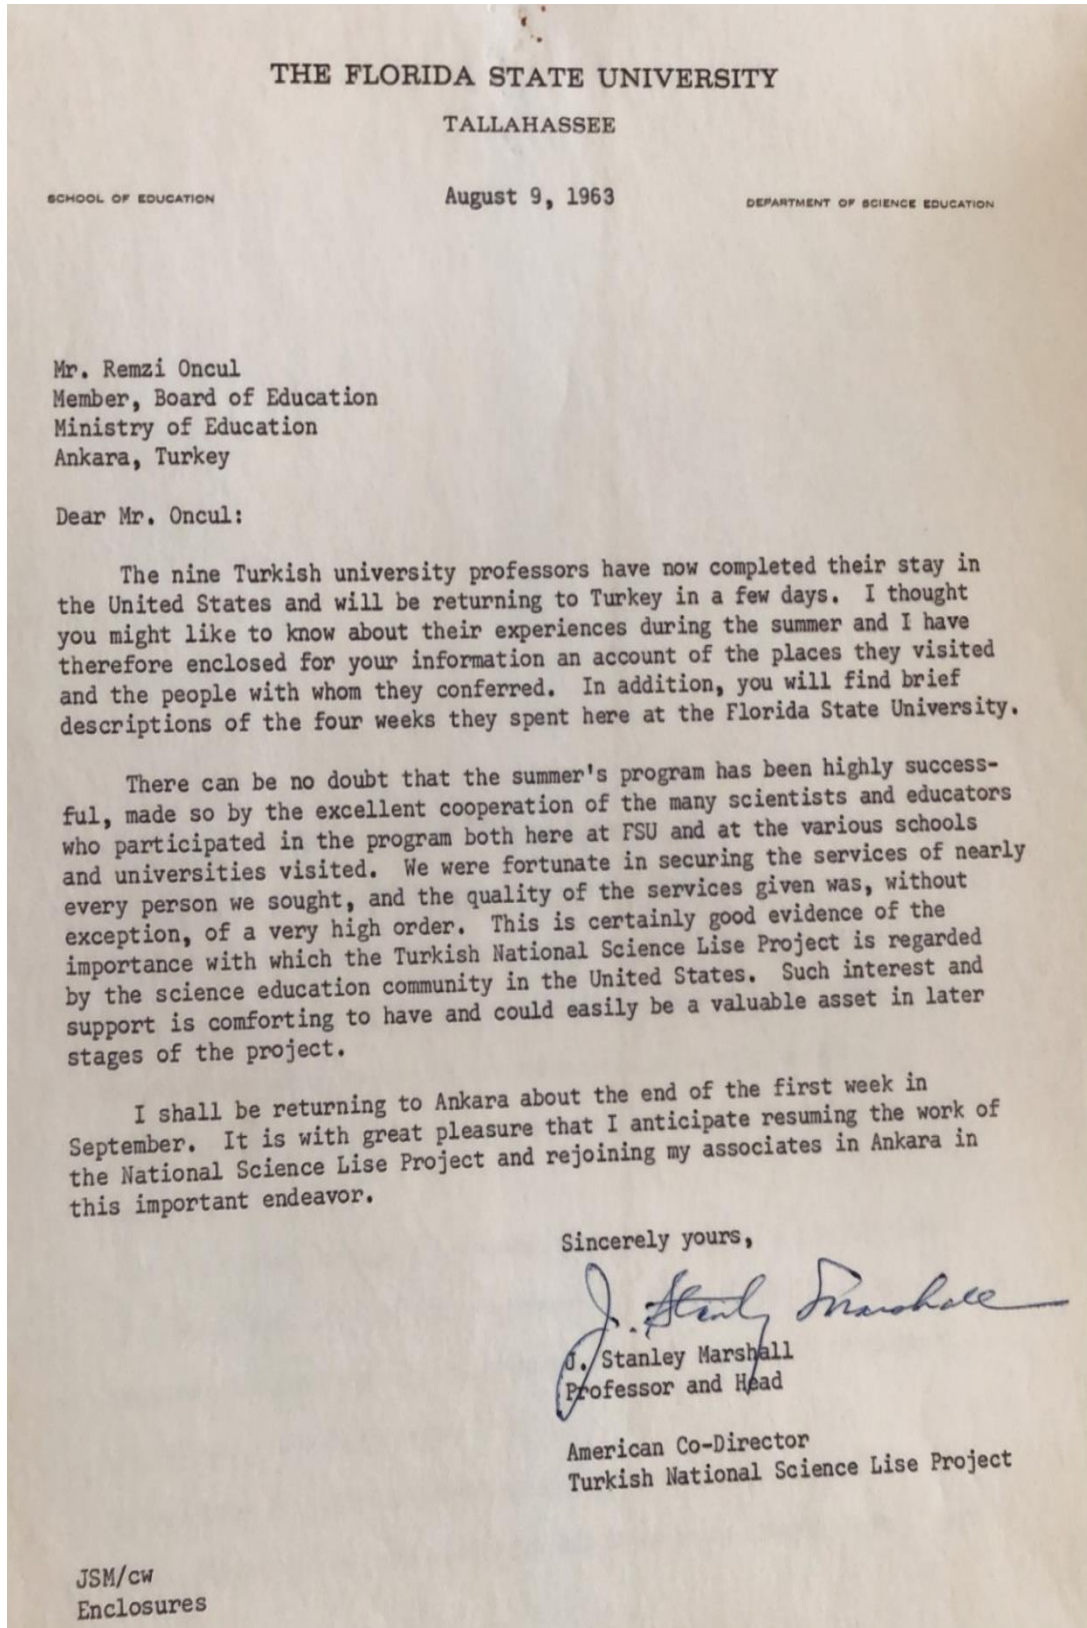 THE FLORIDA STATE UNIVERSITY
TALLAHASSEE
SCHOOL OF EDUCATION
August 9, 1963
DEPARTMENT OF SCIENCE EDUCATION
Mr. Remzi Oncul
Member, Board of Education
Ministry of Education
Ankara, Turkey
Dear Mr. Oncul:
The nine Turkish university professors have now completed their stay in
the United States and will be returning to Turkey in a few days. I thought
you might like to know about their experiences during the summer and I have
therefore enclosed for your information an account of the places they visited
and the people with whom they conferred. In addition, you will find brief
descriptions of the four weeks they spent here at the Florida State University.
There can be no doubt that the summer's program has been highly success-
ful, made so by the excellent cooperation of the many scientists and educators
who participated in the program both here at FSU and at the various schools
and universities visited. We were fortunate in securing the services of nearly
every person we sought, and the quality of the services given was, without
exception, of a very high order. This is certainly good evidence of the
importance with which the Turkish National Science Lise Project is regarded
by the science education community in the United States. Such interest and
support is comforting to have and could easily be a valuable asset in later
stages of the project.
I shall be returning to Ankara about the end of the first week in
September. It is with great pleasure that I anticipate resuming the work of
the National Science Lise Project and rejoining my associates in Ankara in
this important endeavor.
Sincerely yours,
J. Stanley Marshall
J. Stanley Marshall
Professor and Head
American Co-Director
Turkish National Science Lise Project
JSM/cw
Enclosures